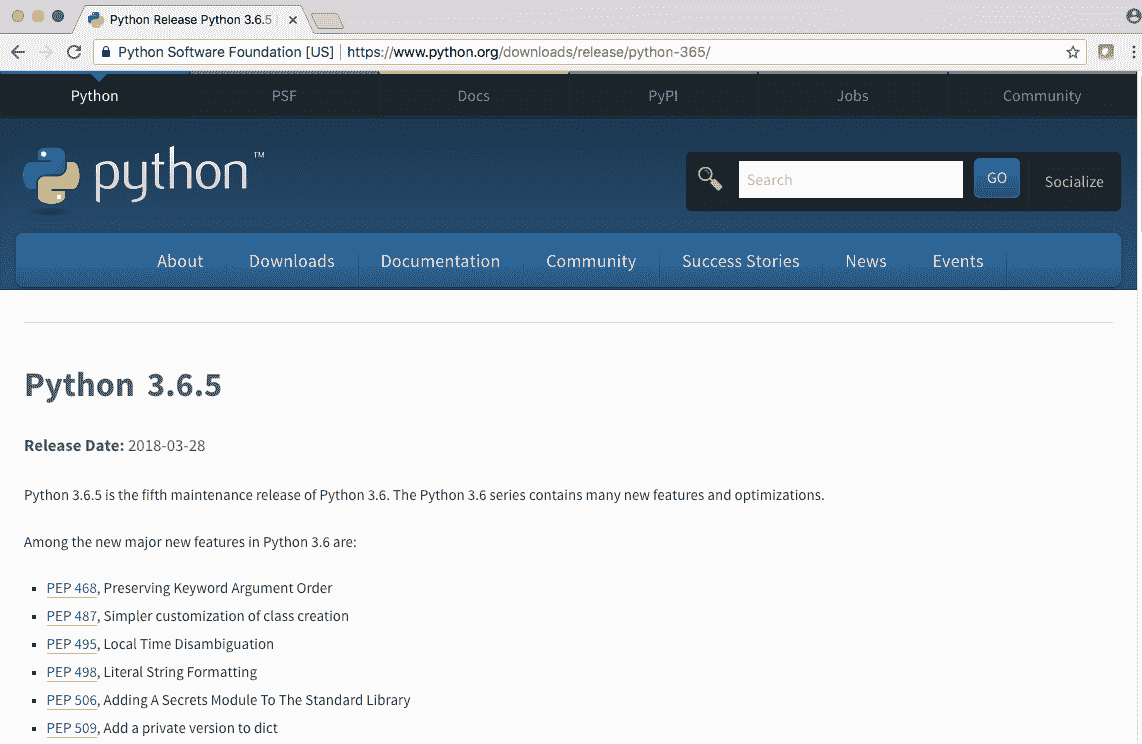 Python Release Python 3.6.5
Python Software Foundation [US] https://www.python.org/downloads/release/python-365/
Python PSF Docs PyPI Jobs Community
python™
Search GO Socialize
About Downloads Documentation Community Success Stories News Events
Python 3.6.5
Release Date: 2018-03-28
Python 3.6.5 is the fifth maintenance release of Python 3.6. The Python 3.6 series contains many new features and optimizations.
Among the new major new features in Python 3.6 are:
PEP 468, Preserving Keyword Argument Order
PEP 487, Simpler customization of class creation
PEP 495, Local Time Disambiguation
PEP 498, Literal String Formatting
PEP 506, Adding A Secrets Module To The Standard Library
PEP 509, Add a private version to dict